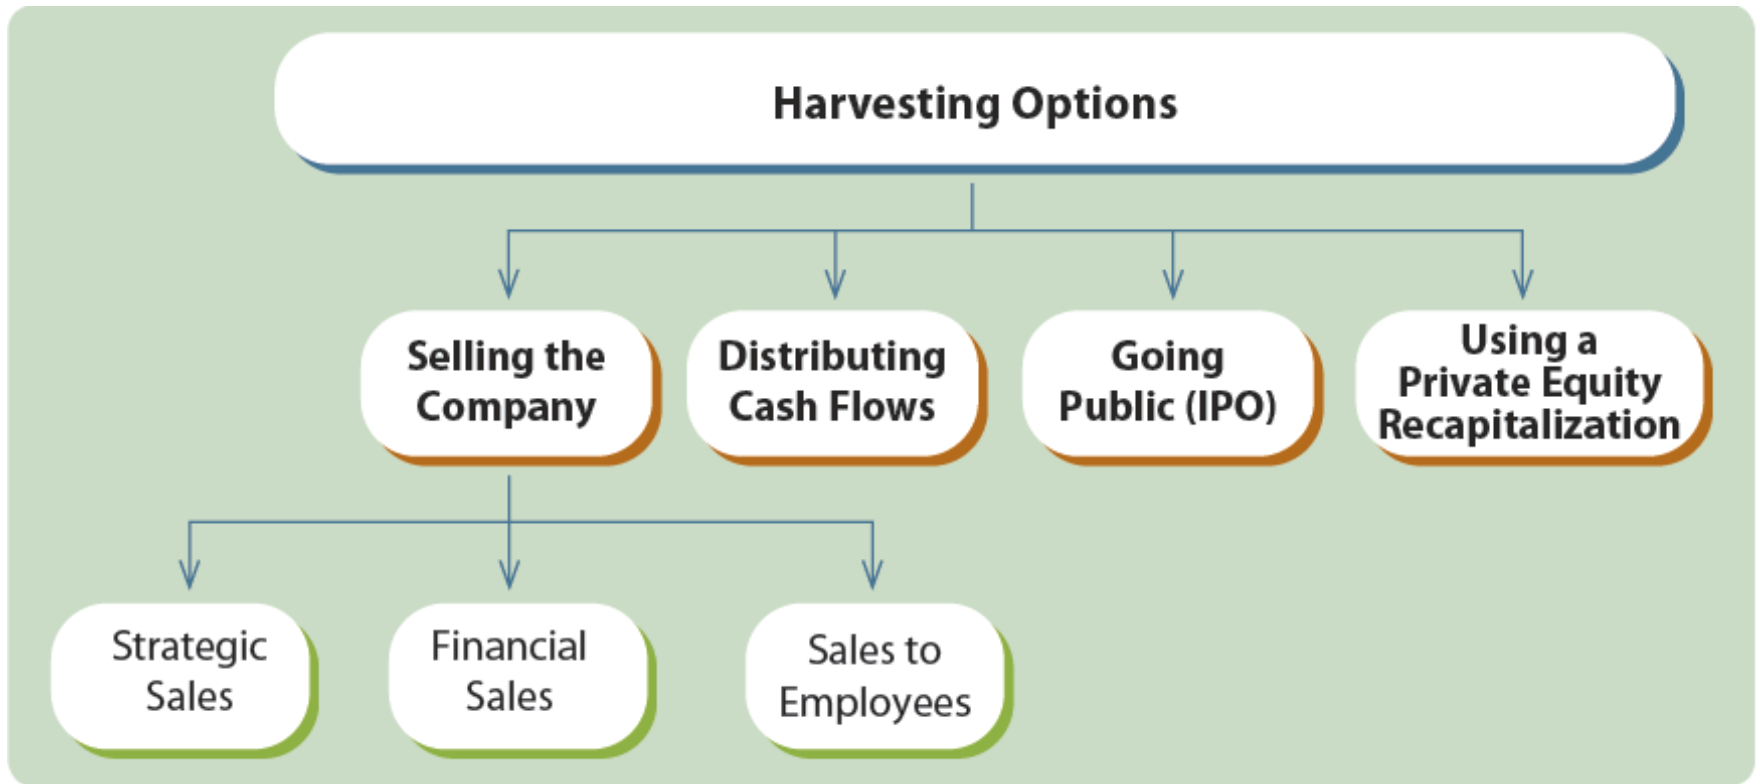 Harvesting Options
Selling the
Company
Distributing
Cash Flows
Going
Public (IPO)
Using a
Private Equity
Recapitalization
Strategic
Sales
Financial
Sales
Sales to
Employees